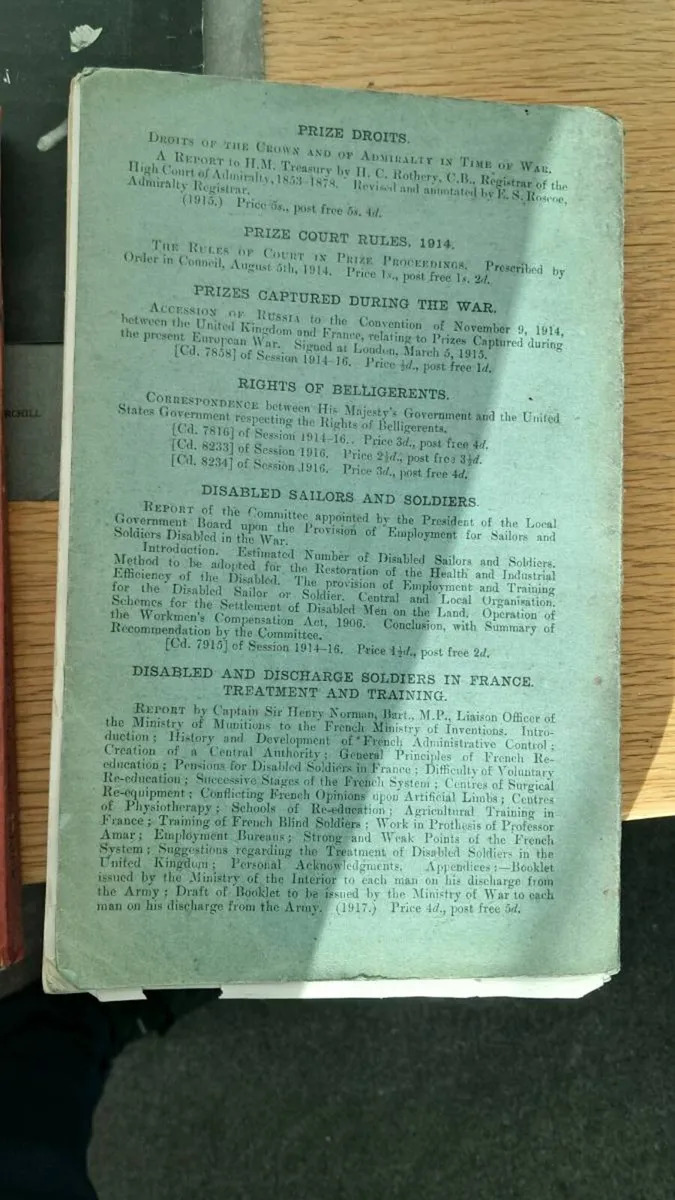 PRIZE DROITS.
DROITS OF THE CROWN AND OF ADMIRALTY IN TIME OF WAR.
A REPORT to H.M. Treasury by H. C. Rothery, C.B., Registrar of the
High Court of Admiralty, 1853-1878. Revised and annotated by E. S. Roscoe,
Admiralty Registrar.
(1915.) Price 5s., post free 5s. 4d.
PRIZE COURT RULES, 1914.
THE RULES OF COURT IN PRIZE PROCEEDINGS. Prescribed by
Order in Council, August 5th, 1914. Price 1s., post free 1s. 2d.
PRIZES CAPTURED DURING THE WAR.
ACCESSION OF RUSSIA to the Convention of November 9, 1914,
between the United Kingdom and France, relating to Prizes Captured during
the present European War. Signed at London, March 5, 1915.
[Cd. 7858] of Session 1914-16. Price ½d., post free 1d.
RIGHTS OF BELLIGERENTS.
CORRESPONDENCE between His Majesty's Government and the United
States Government respecting the Rights of Belligerents.
[Cd. 7816] of Session 1914-16.. Price 3d., post free 4d.
[Cd. 8233] of Session 1916. Price 2½d., post free 3½d.
[Cd. 8234] of Session 1916. Price 3d., post free 4d.
DISABLED SAILORS AND SOLDIERS.
REPORT of the Committee appointed by the President of the Local
Government Board upon the Provision of Employment for Sailors and
Soldiers Disabled in the War.
Introduction. Estimated Number of Disabled Sailors and Soldiers.
Method to be adopted for the Restoration of the Health and Industrial
Efficiency of the Disabled. The provision of Employment and Training
for the Disabled Sailor or Soldier. Central and Local Organisation.
Schemes for the Settlement of Disabled Men on the Land. Operation of
the Workmen's Compensation Act, 1906. Conclusion, with Summary of
Recommendation by the Committee.
[Cd. 7915] of Session 1914-16. Price 1½d., post free 2d.
DISABLED AND DISCHARGE SOLDIERS IN FRANCE.
TREATMENT AND TRAINING.
REPORT by Captain Sir Henry Norman, Bart., M.P., Liaison Officer of
the Ministry of Munitions to the French Ministry of Inventions. Intro-
duction; History and Development of French Administrative Control;
Creation of a Central Authority; General Principles of French Re-
education; Pensions for Disabled Soldiers in France; Difficulty of Voluntary
Re-education; Successive Stages of the French System; Centres of Surgical
Re-equipment; Conflicting French Opinions upon Artificial Limbs; Centres
of Physiotherapy; Schools of Re-education; Agricultural Training in
France; Training of French Blind Soldiers; Work in Prothesis of Professor
Amar; Employment Bureaus; Strong and Weak Points of the French
System; Suggestions regarding the Treatment of Disabled Soldiers in the
United Kingdom; Personal Acknowledgments. Appendices:—Booklet
issued by the Ministry of the Interior to each man on his discharge from
the Army; Draft of Booklet to be issued by the Ministry of War to each
man on his discharge from the Army. (1917.) Price 4d., post free 5d.